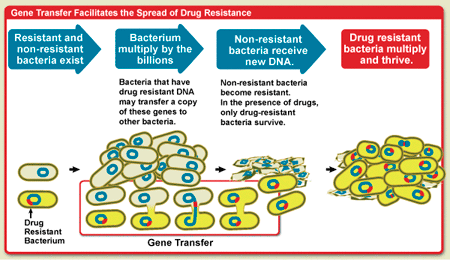 Gene Transfer Facilitates the Spread of Drug Resistance
Resistant and
non-resistant
bacteria exist
Bacterium
multiply by the
billions
Bacteria that have
drug resistant DNA
may transfer a copy
of these genes to
other bacteria.
Non-resistant
bacteria receive
new DNA.
Non-resistant bacteria
become resistant.
In the presence of drugs,
only drug-resistant
bacteria survive.
Drug resistant
bacteria multiply
and thrive.
Drug
Resistant
Bacterium
Gene Transfer